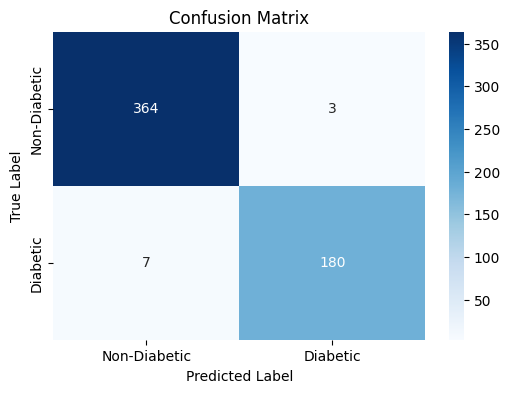 Confusion Matrix
True Label
Non-Diabetic
Diabetic
364
3
7
180
Non-Diabetic
Diabetic
Predicted Label
350
300
250
200
150
100
50